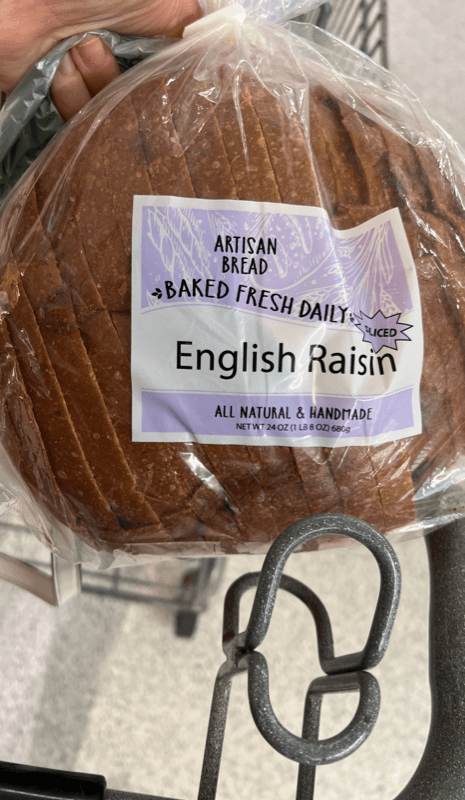 ARTISAN
BREAD
BAKED FRESH DAILY
SLICED
English Raisin
ALL NATURAL & HANDMADE
NET WT 24 OZ (1 LB 8 OZ) 680g